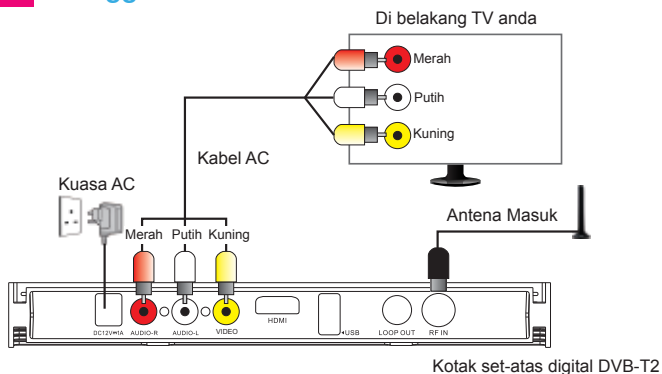 Di belakang TV anda
Merah
Putih
Kuning
Kabel AC
Kuasa AC
Antena Masuk
Merah Putih Kuning
DC12V⎓1A AUDIO-R AUDIO-L VIDEO HDMI ◂USB LOOP OUT RF IN
Kotak set-atas digital DVB-T2